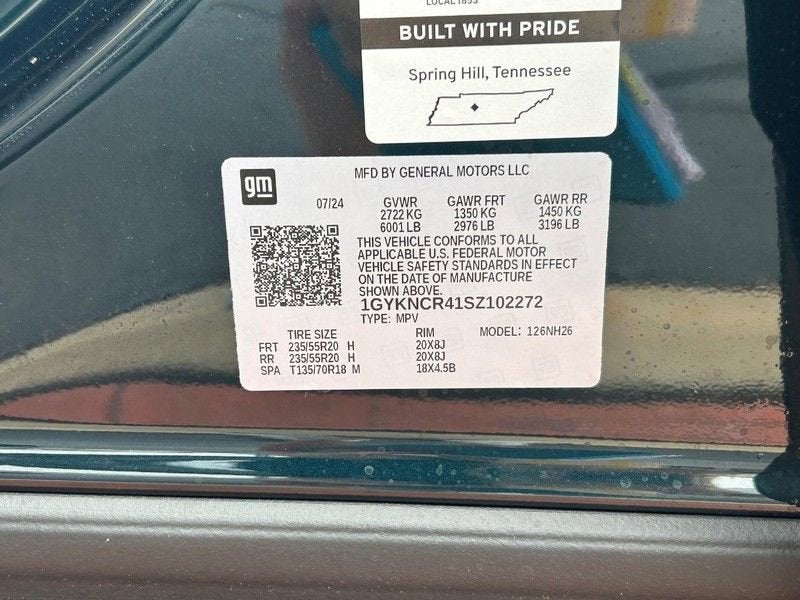 BUILT WITH PRIDE
Spring Hill, Tennessee
gm
MFD BY GENERAL MOTORS LLC
07/24 GVWR GAWR FRT GAWR RR
2722 KG 1350 KG 1450 KG
6001 LB 2976 LB 3196 LB
THIS VEHICLE CONFORMS TO ALL
APPLICABLE U.S. FEDERAL MOTOR
VEHICLE SAFETY STANDARDS IN EFFECT
ON THE DATE OF MANUFACTURE
SHOWN ABOVE.
1GYKNCR41SZ102272
TYPE: MPV MODEL: 126NH26
TIRE SIZE RIM
FRT 235/55R20 H 20X8J
RR 235/55R20 H 20X8J
SPA T135/70R18 M 18X4.5B